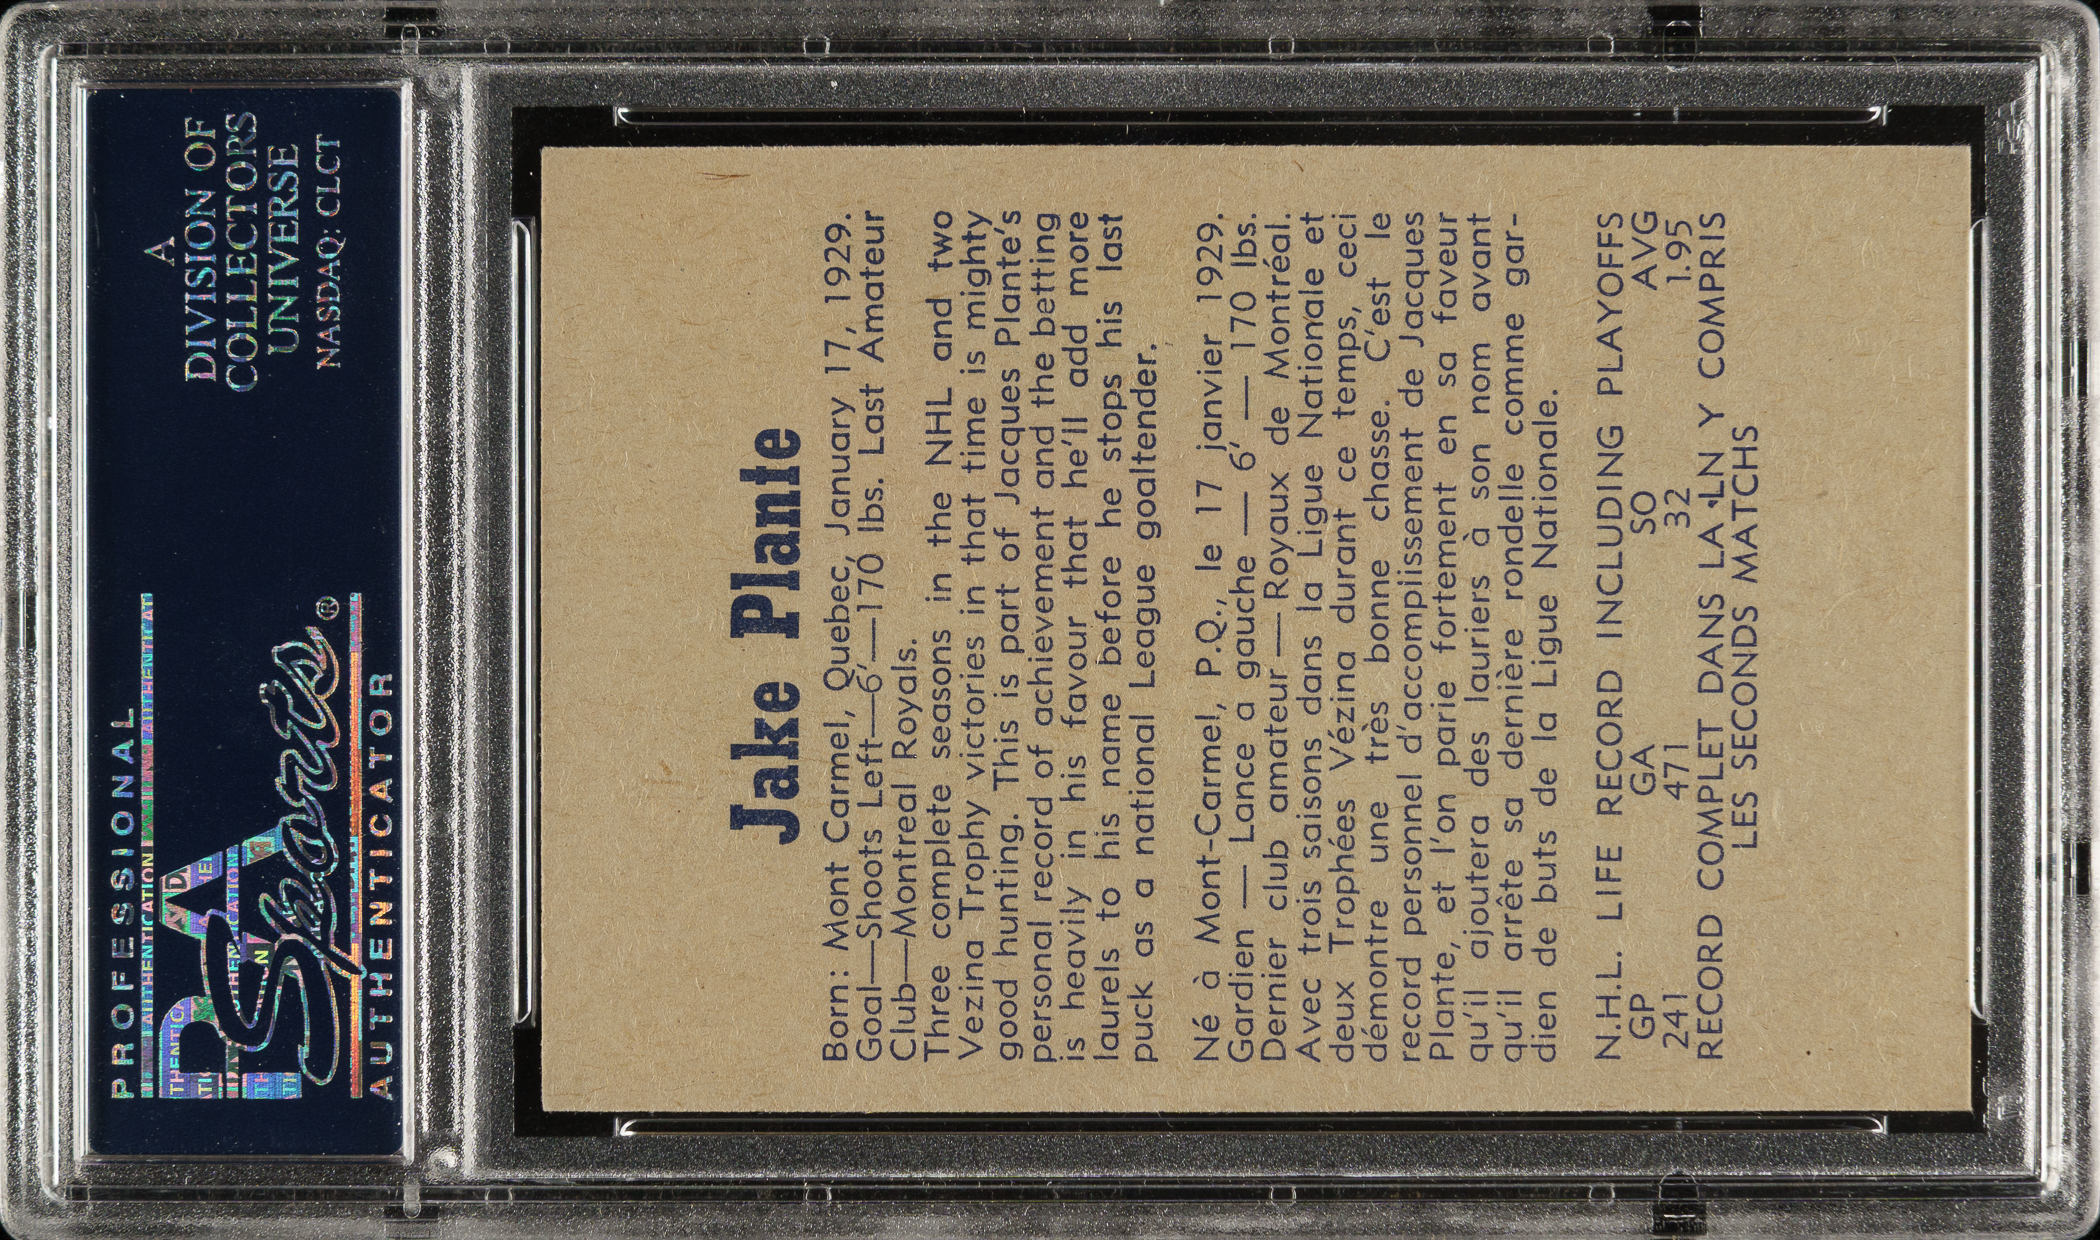 PROFESSIONAL
PSA
Sports®
AUTHENTICATOR
A
DIVISION OF
COLLECTORS
UNIVERSE
NASDAQ: CLCT
Jake Plante
Born: Mont Carmel, Quebec, January 17, 1929.
Goal—Shoots Left—6'—170 lbs. Last Amateur
Club—Montreal Royals.
Three complete seasons in the NHL and two
Vezina Trophy victories in that time is mighty
good hunting. This is part of Jacques Plante's
personal record of achievement and the betting
is heavily in his favour that he'll add more
laurels to his name before he stops his last
puck as a national League goaltender.
Né à Mont-Carmel, P.Q., le 17 janvier 1929.
Gardien — Lance a gauche — 6' — 170 lbs.
Dernier club amateur — Royaux de Montréal.
Avec trois saisons dans la Ligue Nationale et
deux Trophées Vézina durant ce temps, ceci
démontre une très bonne chasse. C'est le
record personnel d'accomplissement de Jacques
Plante, et l'on parie fortement en sa faveur
qu'il ajoutera des lauriers à son nom avant
qu'il arrête sa dernière rondelle comme gar-
dien de buts de la Ligue Nationale.
N.H.L. LIFE RECORD INCLUDING PLAYOFFS
GP GA SO AVG
241 471 32 1.95
RECORD COMPLET DANS LA LN Y COMPRIS
LES SECONDS MATCHS